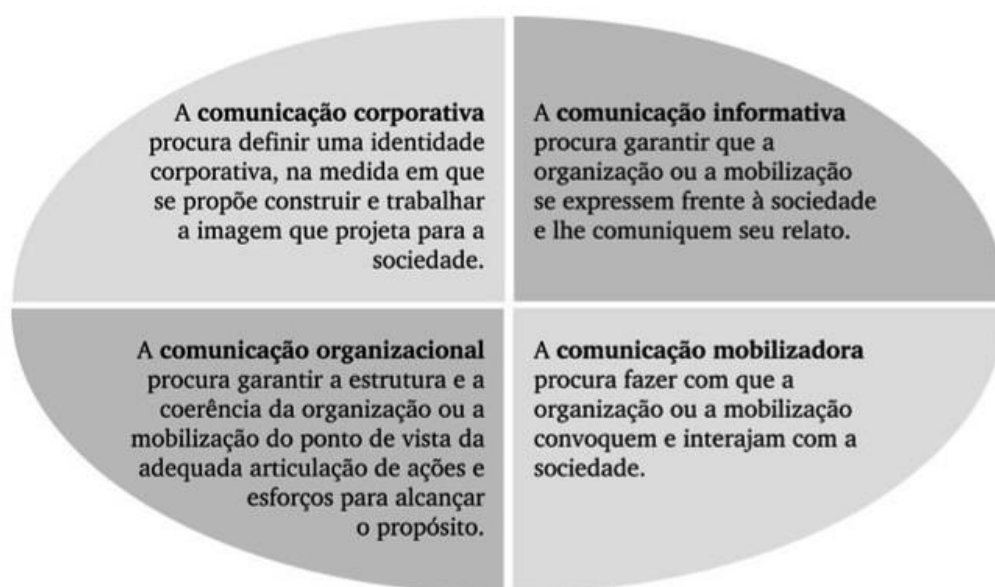 A comunicação corporativa
procura definir uma identidade
corporativa, na medida em que
se propõe construir e trabalhar
a imagem que projeta para a
sociedade.
A comunicação informativa
procura garantir que a
organização ou a mobilização
se expressem frente à sociedade
e lhe comuniquem seu relato.
A comunicação organizacional
procura garantir a estrutura e a
coerência da organização ou a
mobilização do ponto de vista da
adequada articulação de ações e
esforços para alcançar
o propósito.
A comunicação mobilizadora
procura fazer com que a
organização ou a mobilização
convoquem e interajam com a
sociedade.